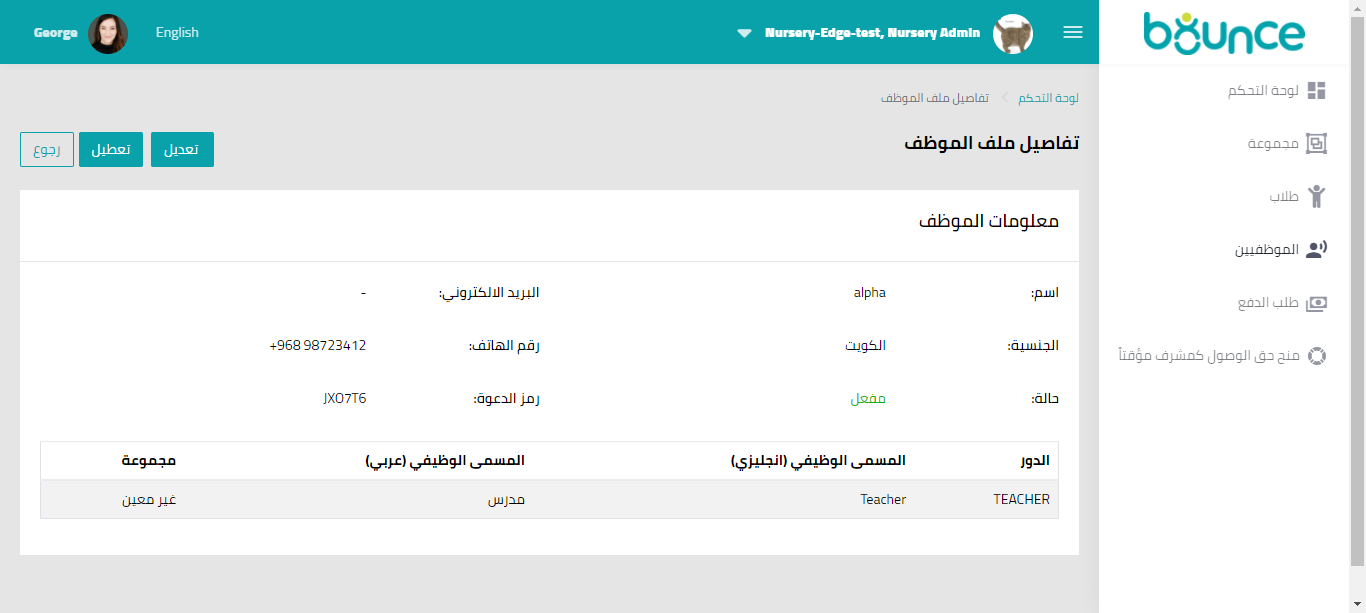 bounce
Nursery-Edge-test, Nursery Admin
English
George
لوحة التحكم
مجموعة
طلاب
الموظفيين
طلب الدفع
منح حق الوصول كمشرف مؤقتاً
لوحة التحكم تفاصيل ملف الموظف
تفاصيل ملف الموظف
تعديل تعطيل رجوع
معلومات الموظف
اسم: alpha البريد الالكتروني: -
الجنسية: الكويت رقم الهاتف: +968 98723412
حالة: مفعل رمز الدعوة: JXO7T6
الدور المسمى الوظيفي (انجليزي) المسمى الوظيفي (عربي) مجموعة
TEACHER Teacher مدرس غير معين